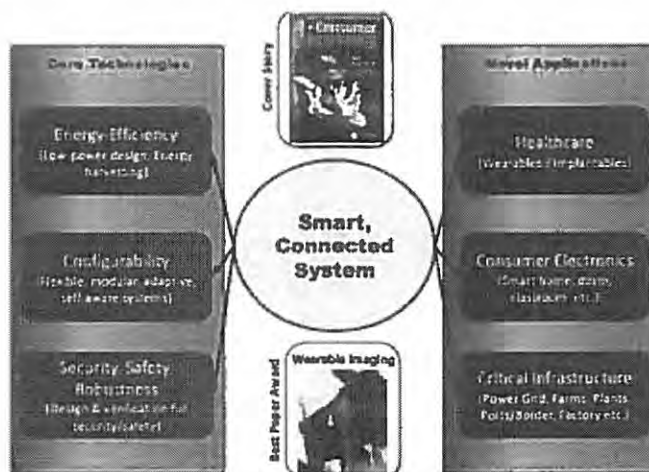 Core Technologies
Energy-Efficiency
(Low-power design, Energy
harvesting)
Configurability
(Flexible, modular, adaptive,
self aware systems)
Security, Safety,
Robustness
(Design & verification for
security/safety)
Cover Story
Consumer
Smart,
Connected
System
Best Paper Award
Wearable Imaging
Novel Applications
Healthcare
(Wearables / Implantables)
Consumer Electronics
(Smart home, dorm,
classroom, etc.)
Critical Infrastructure
(Power Grid, Farms, Plants,
Ports/Border, Factory etc.)